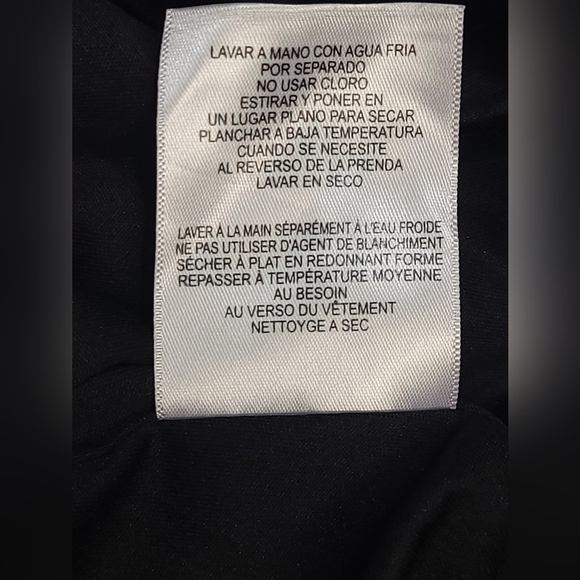 LAVAR A MANO CON AGUA FRIA
POR SEPARADO
NO USAR CLORO
ESTIRAR Y PONER EN
UN LUGAR PLANO PARA SECAR
PLANCHAR A BAJA TEMPERATURA
CUANDO SE NECESITE
AL REVERSO DE LA PRENDA
LAVAR EN SECO
LAVER À LA MAIN SÉPARÉMENT À L'EAU FROIDE
NE PAS UTILISER D'AGENT DE BLANCHIMENT
SÉCHER À PLAT EN REDONNANT FORME
REPASSER À TEMPÉRATURE MOYENNE
AU BESOIN
AU VERSO DU VÊTEMENT
NETTOYGE A SEC